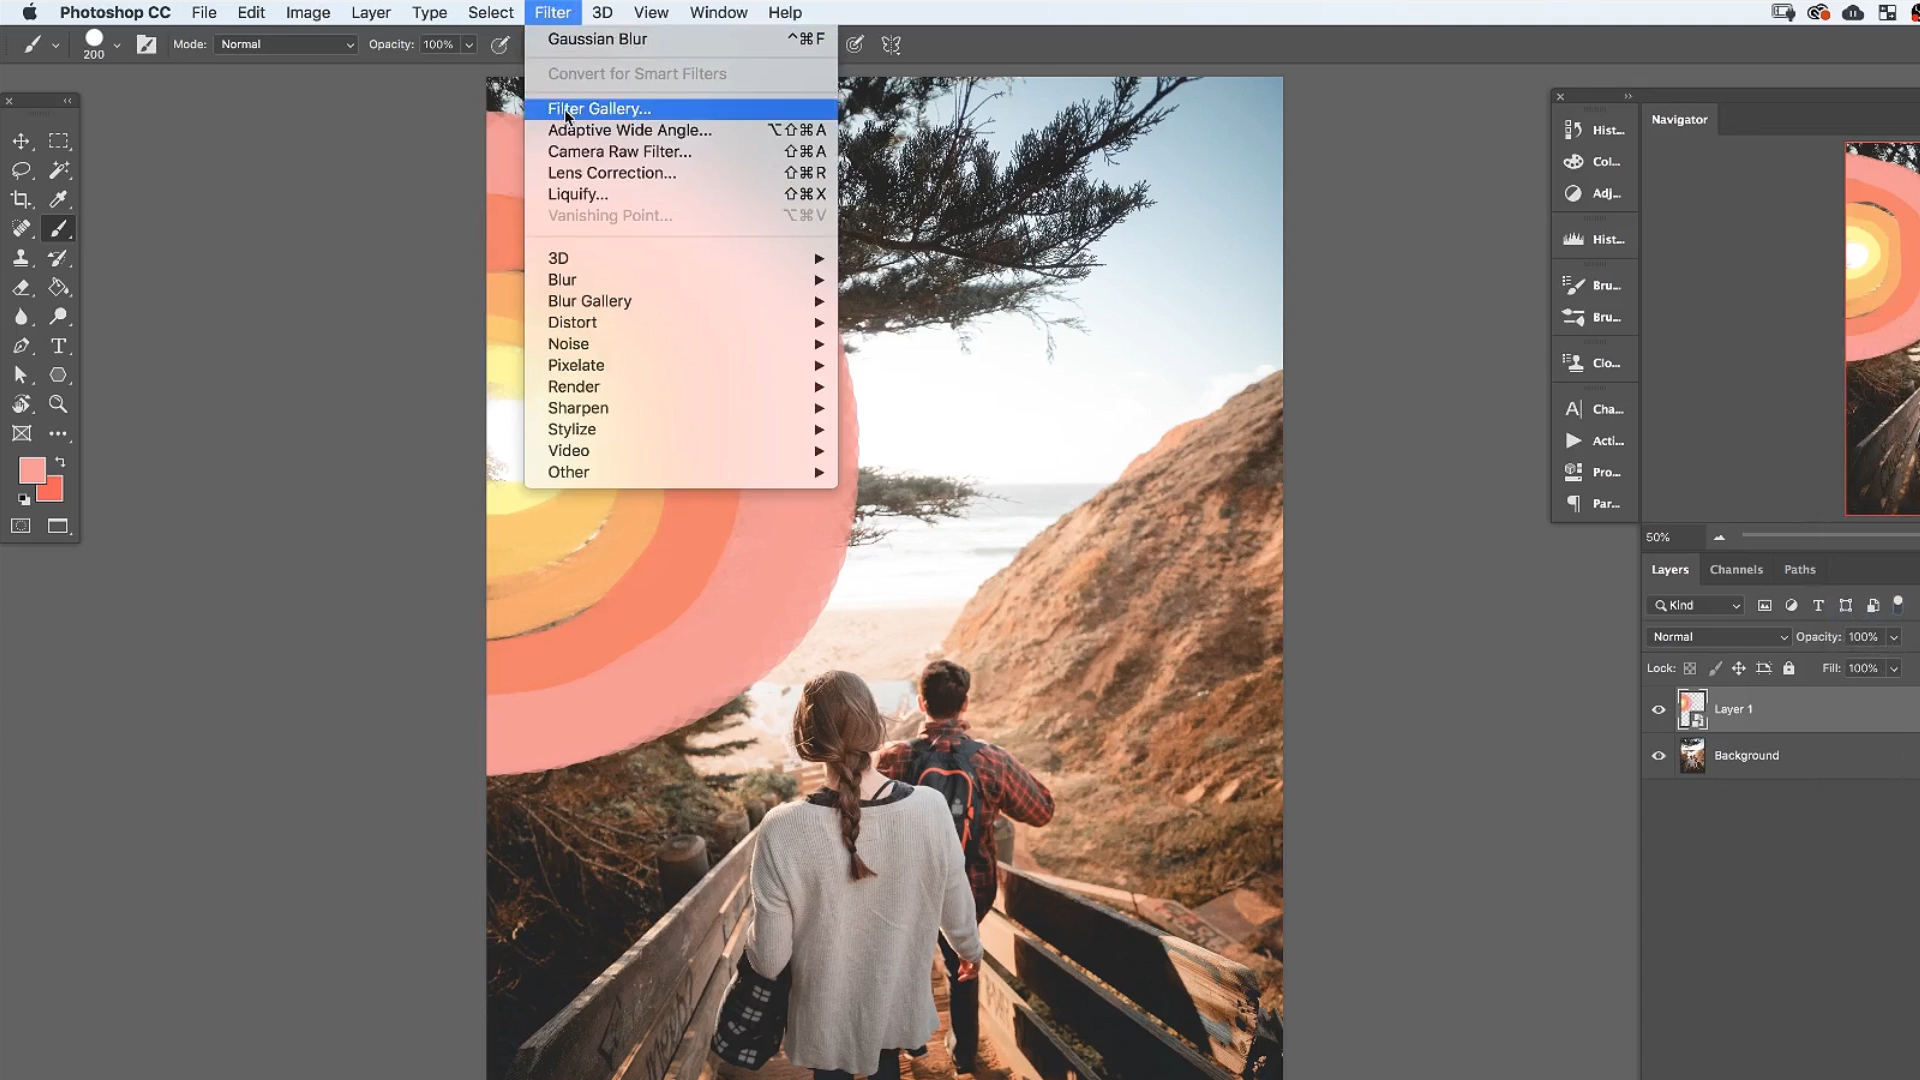 Photoshop CC File Edit Image Layer Type Select Filter 3D View Window Help
200 Mode: Normal Opacity: 100%
Gaussian Blur ^⌘F
Convert for Smart Filters
Filter Gallery...
Adaptive Wide Angle... ⌥⇧⌘A
Camera Raw Filter... ⇧⌘A
Lens Correction... ⇧⌘R
Liquify... ⇧⌘X
Vanishing Point... ⌥⌘V
3D
Blur
Blur Gallery
Distort
Noise
Pixelate
Render
Sharpen
Stylize
Video
Other
Hist...
Col...
Adj...
Hist...
Bru...
Bru...
Clo...
Cha...
Acti...
Pro...
Par...
Navigator
50%
Layers Channels Paths
Kind
Normal Opacity: 100%
Lock: Fill: 100%
Layer 1
Background